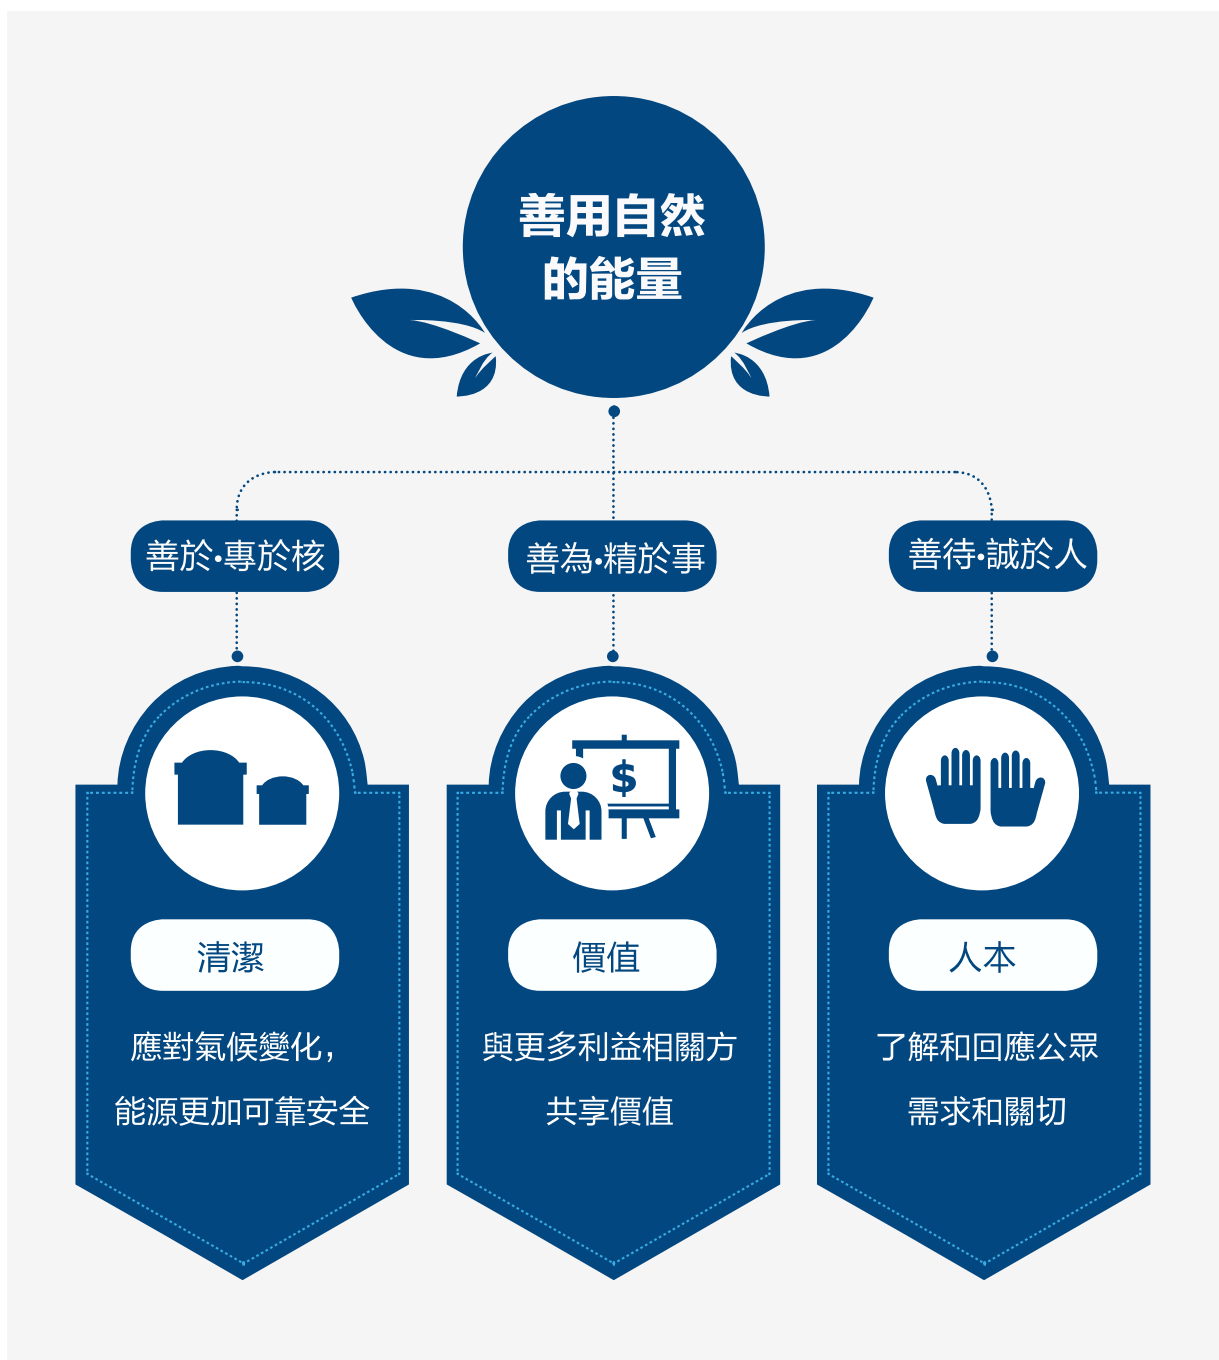 善用自然
的能量
善於·專於核
善為·精於事
善待·誠於人
$
清潔
應對氣候變化，
能源更加可靠安全
價值
與更多利益相關方
共享價值
人本
了解和回應公眾
需求和關切